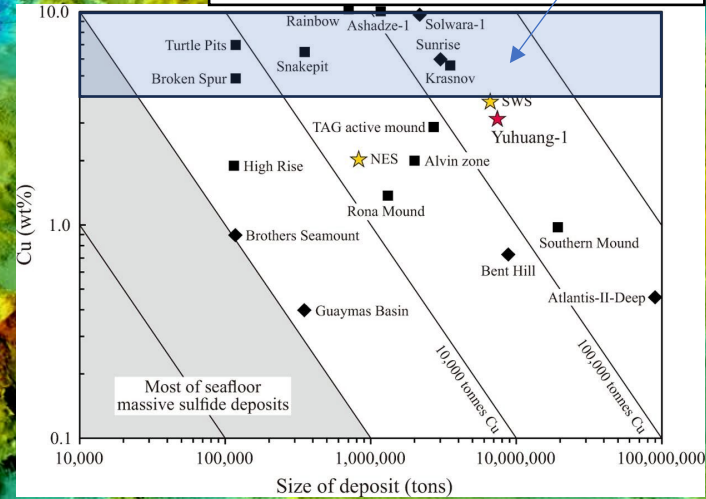 10.0
Rainbow
Ashadze-1
Solwara-1
Turtle Pits
Snakepit
Sunrise
Broken Spur
Krasnov
SWS
Yuhuang-1
TAG active mound
High Rise
NES
Alvin zone
Rona Mound
Cu (wt%)
1.0
Brothers Seamount
Southern Mound
Bent Hill
Guaymas Basin
Atlantis-II-Deep
10,000 tonnes Cu
100,000 tonnes Cu
Most of seafloor
massive sulfide deposits
0.1
10,000
100,000
1,000,000
10,000,000
100,000,000
Size of deposit (tons)